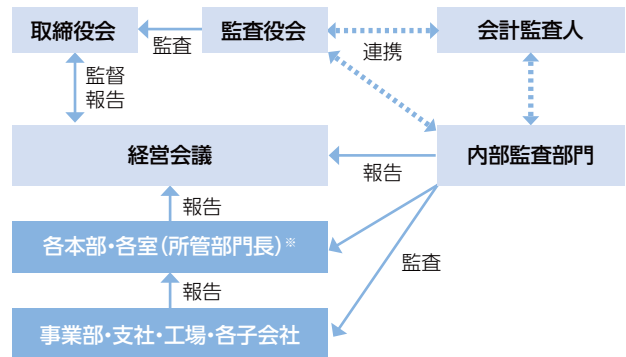 取締役会
監査
監査役会
連携
会計監査人
監督
報告
経営会議
報告
内部監査部門
報告
各本部・各室（所管部門長）※
監査
報告
事業部・支社・工場・各子会社